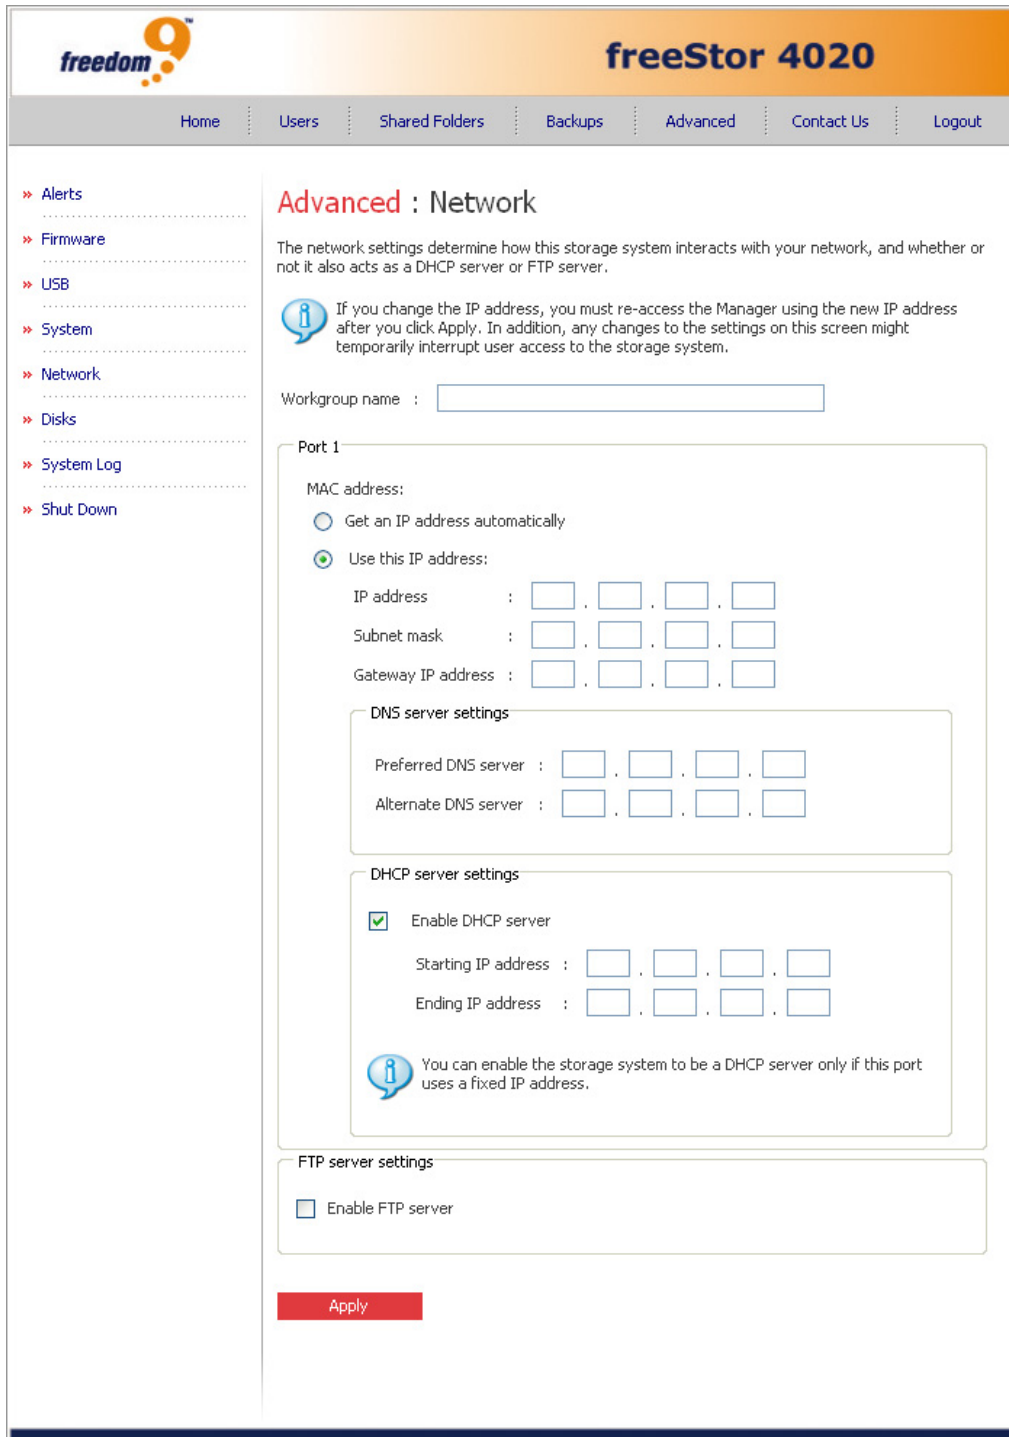 freedom9™
freeStor 4020
Home Users Shared Folders Backups Advanced Contact Us Logout
» Alerts
» Firmware
» USB
» System
» Network
» Disks
» System Log
» Shut Down
Advanced : Network
The network settings determine how this storage system interacts with your network, and whether or
not it also acts as a DHCP server or FTP server.
If you change the IP address, you must re-access the Manager using the new IP address
after you click Apply. In addition, any changes to the settings on this screen might
temporarily interrupt user access to the storage system.
Workgroup name :
Port 1
MAC address:
Get an IP address automatically
Use this IP address:
IP address : . . .
Subnet mask : . . .
Gateway IP address : . . .
DNS server settings
Preferred DNS server : . . .
Alternate DNS server : . . .
DHCP server settings
Enable DHCP server
Starting IP address : . . .
Ending IP address : . . .
You can enable the storage system to be a DHCP server only if this port
uses a fixed IP address.
FTP server settings
Enable FTP server
Apply